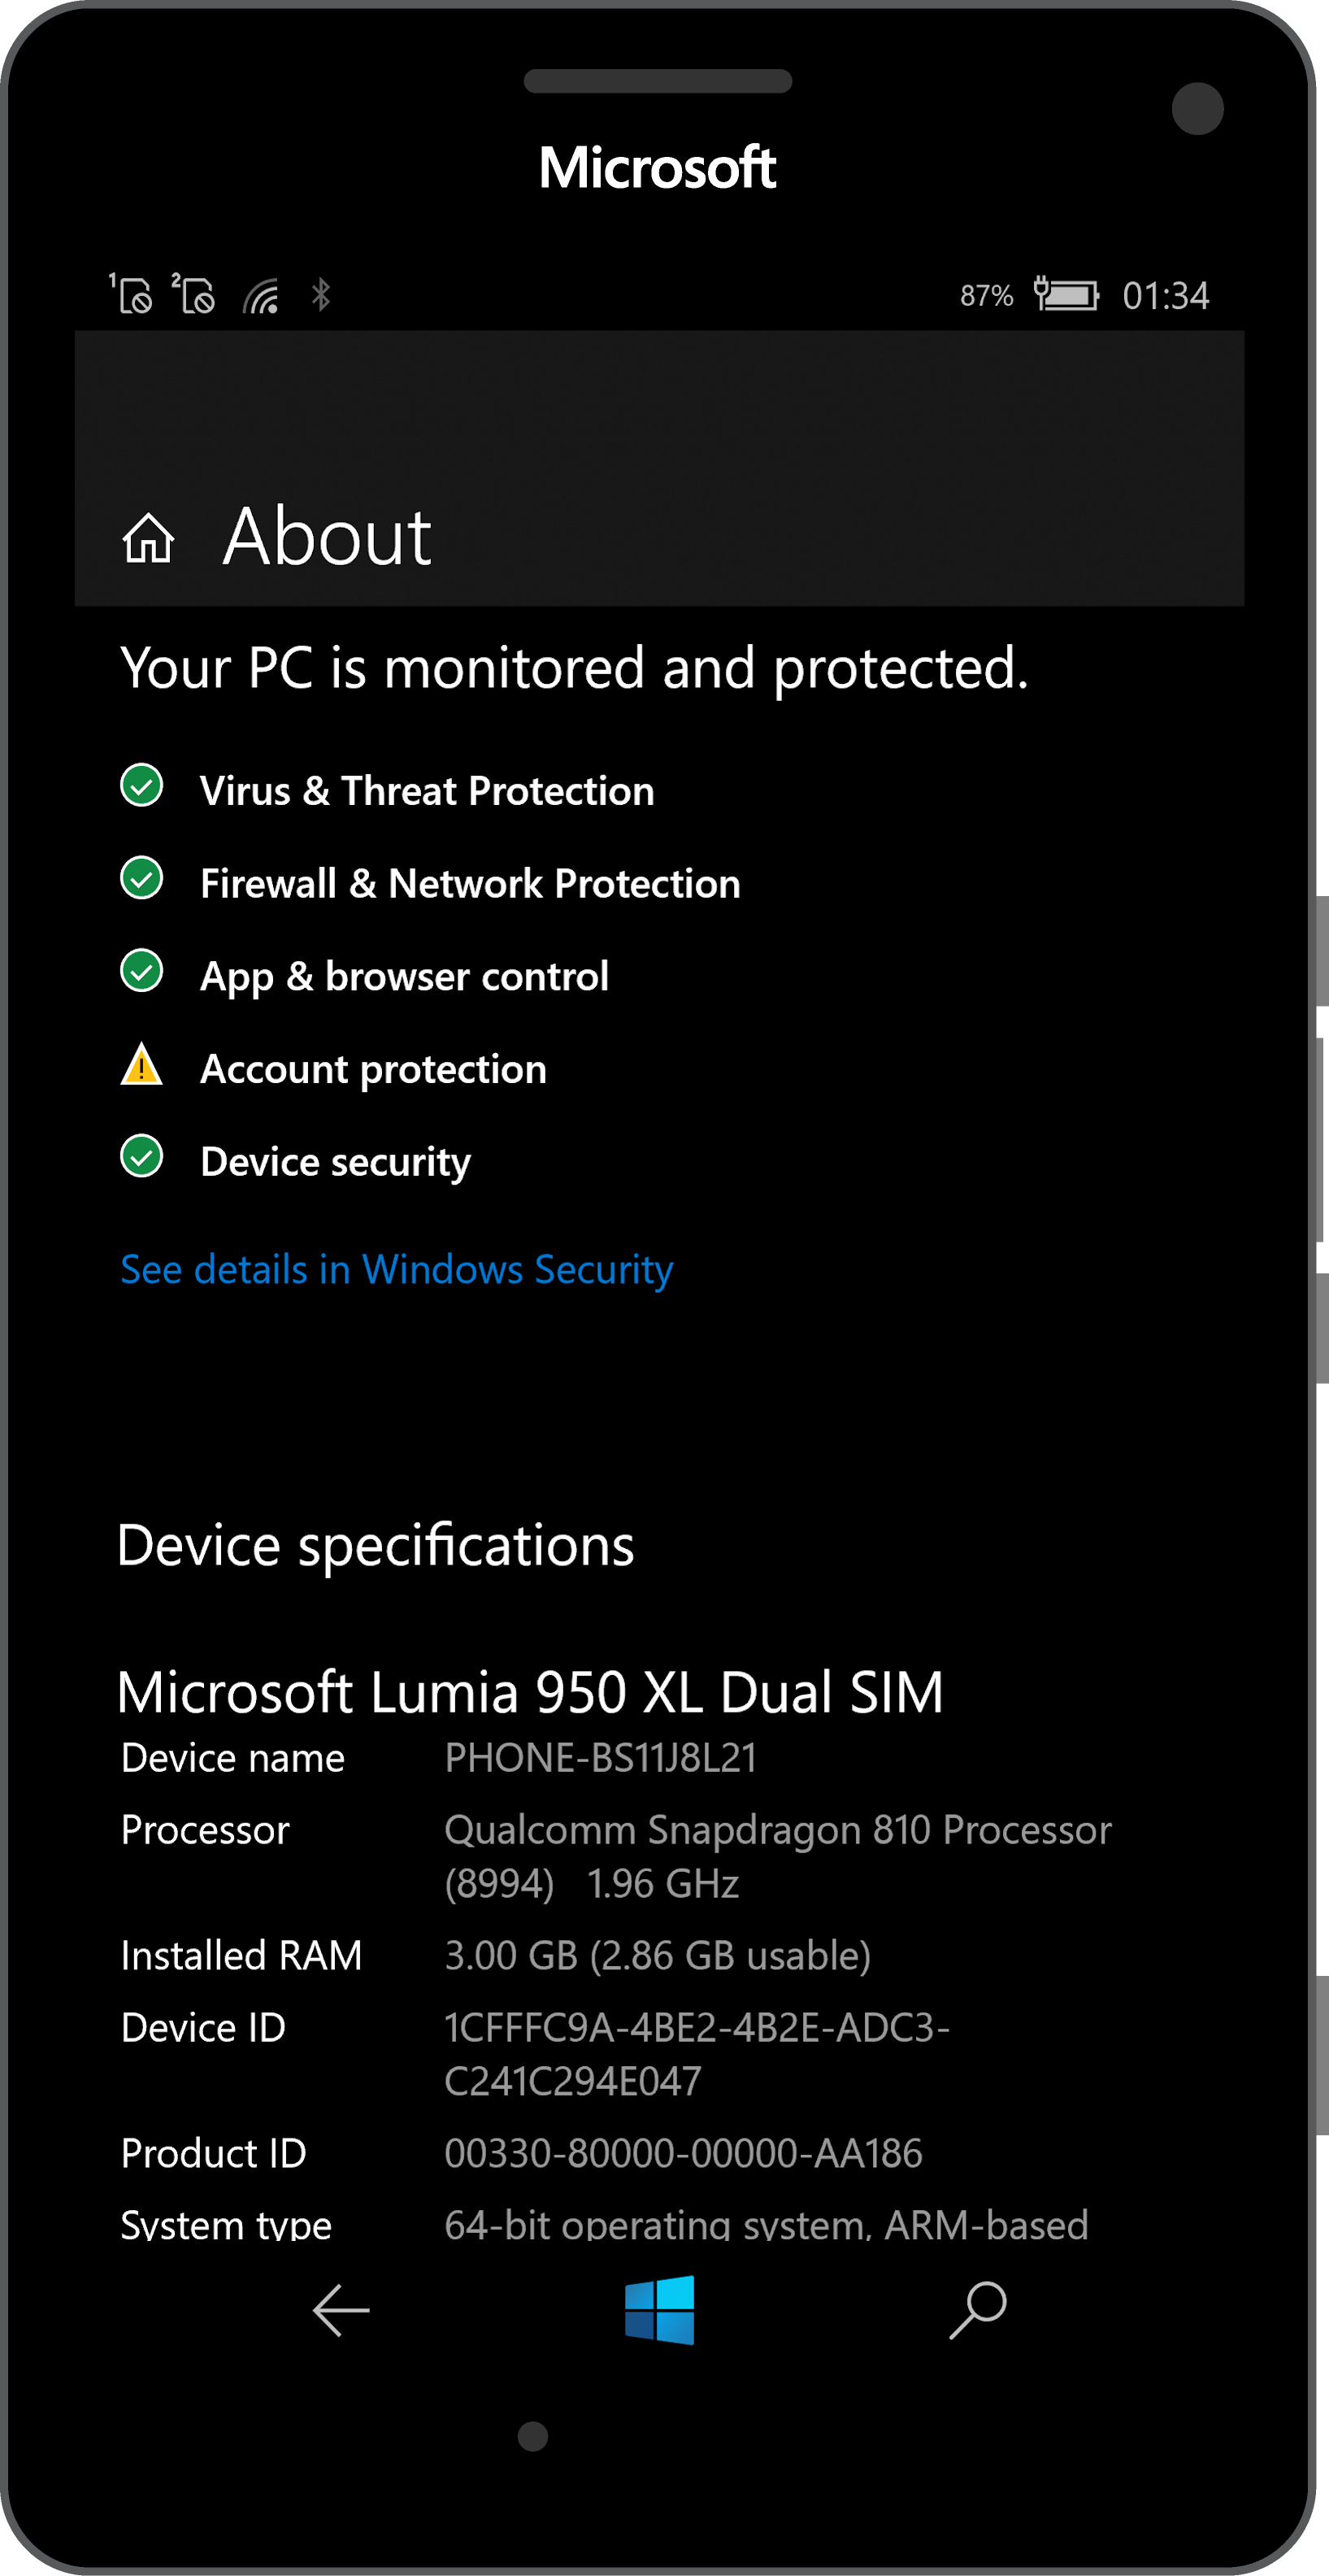 Microsoft
1 2 87% 01:34
About
Your PC is monitored and protected.
Virus & Threat Protection
Firewall & Network Protection
App & browser control
Account protection
Device security
See details in Windows Security
Device specifications
Microsoft Lumia 950 XL Dual SIM
Device name PHONE-BS11J8L21
Processor Qualcomm Snapdragon 810 Processor
(8994) 1.96 GHz
Installed RAM 3.00 GB (2.86 GB usable)
Device ID 1CFFFC9A-4BE2-4B2E-ADC3-
C241C294E047
Product ID 00330-80000-00000-AA186
System type 64-bit operating system, ARM-based